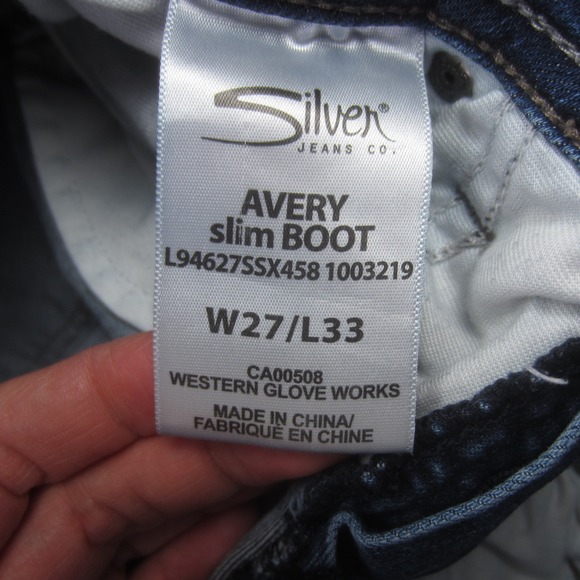 Silver®
JEANS CO.
AVERY
slim BOOT
L94627SSX458 1003219
W27/L33
CA00508
WESTERN GLOVE WORKS
MADE IN CHINA/
FABRIQUÉ EN CHINE